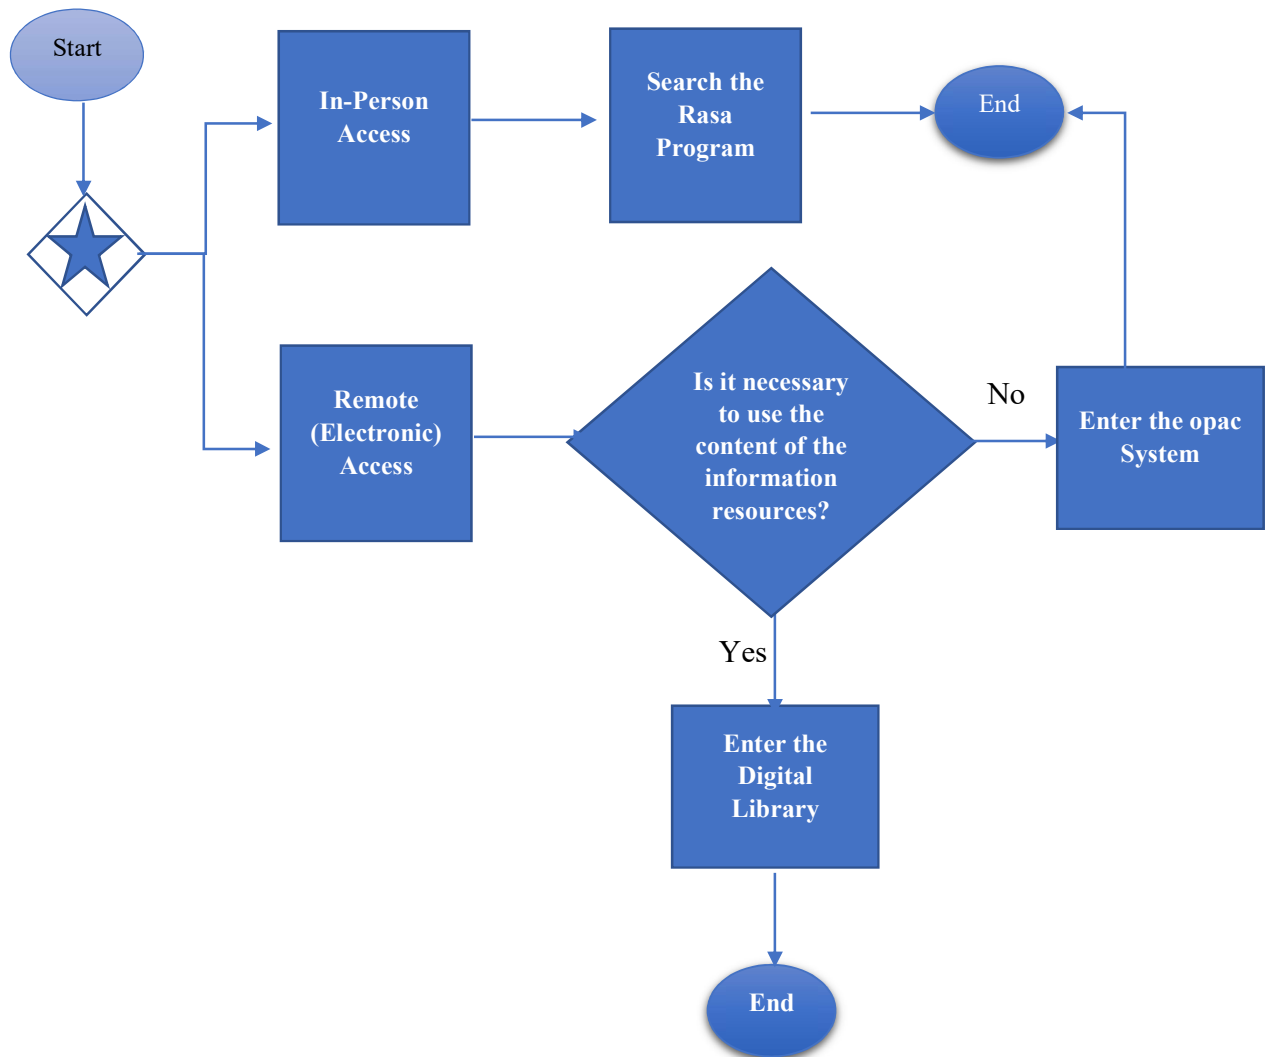 Start
In-Person
Access
Search the
Rasa
Program
End
Remote
(Electronic)
Access
Is it necessary
to use the
content of the
information
resources?
No
Enter the opac
System
Yes
Enter the
Digital
Library
End